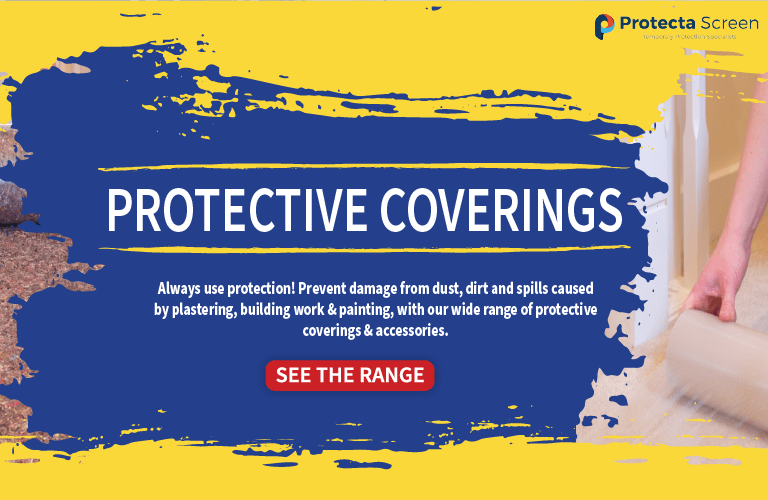 Protecta Screen
Temporary Protection Specialists
PROTECTIVE COVERINGS
Always use protection! Prevent damage from dust, dirt and spills caused
by plastering, building work & painting, with our wide range of protective
coverings & accessories.
SEE THE RANGE